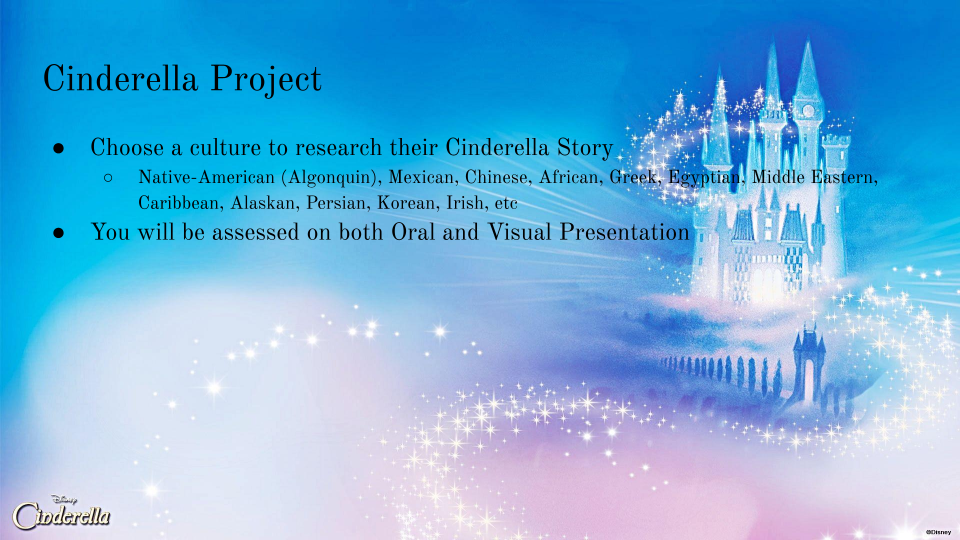 Cinderella Project
● Choose a culture to research their Cinderella Story
○ Native-American (Algonquin), Mexican, Chinese, African, Greek, Egyptian, Middle Eastern,
Caribbean, Alaskan, Persian, Korean, Irish, etc
● You will be assessed on both Oral and Visual Presentation
Disney
Cinderella
©Disney